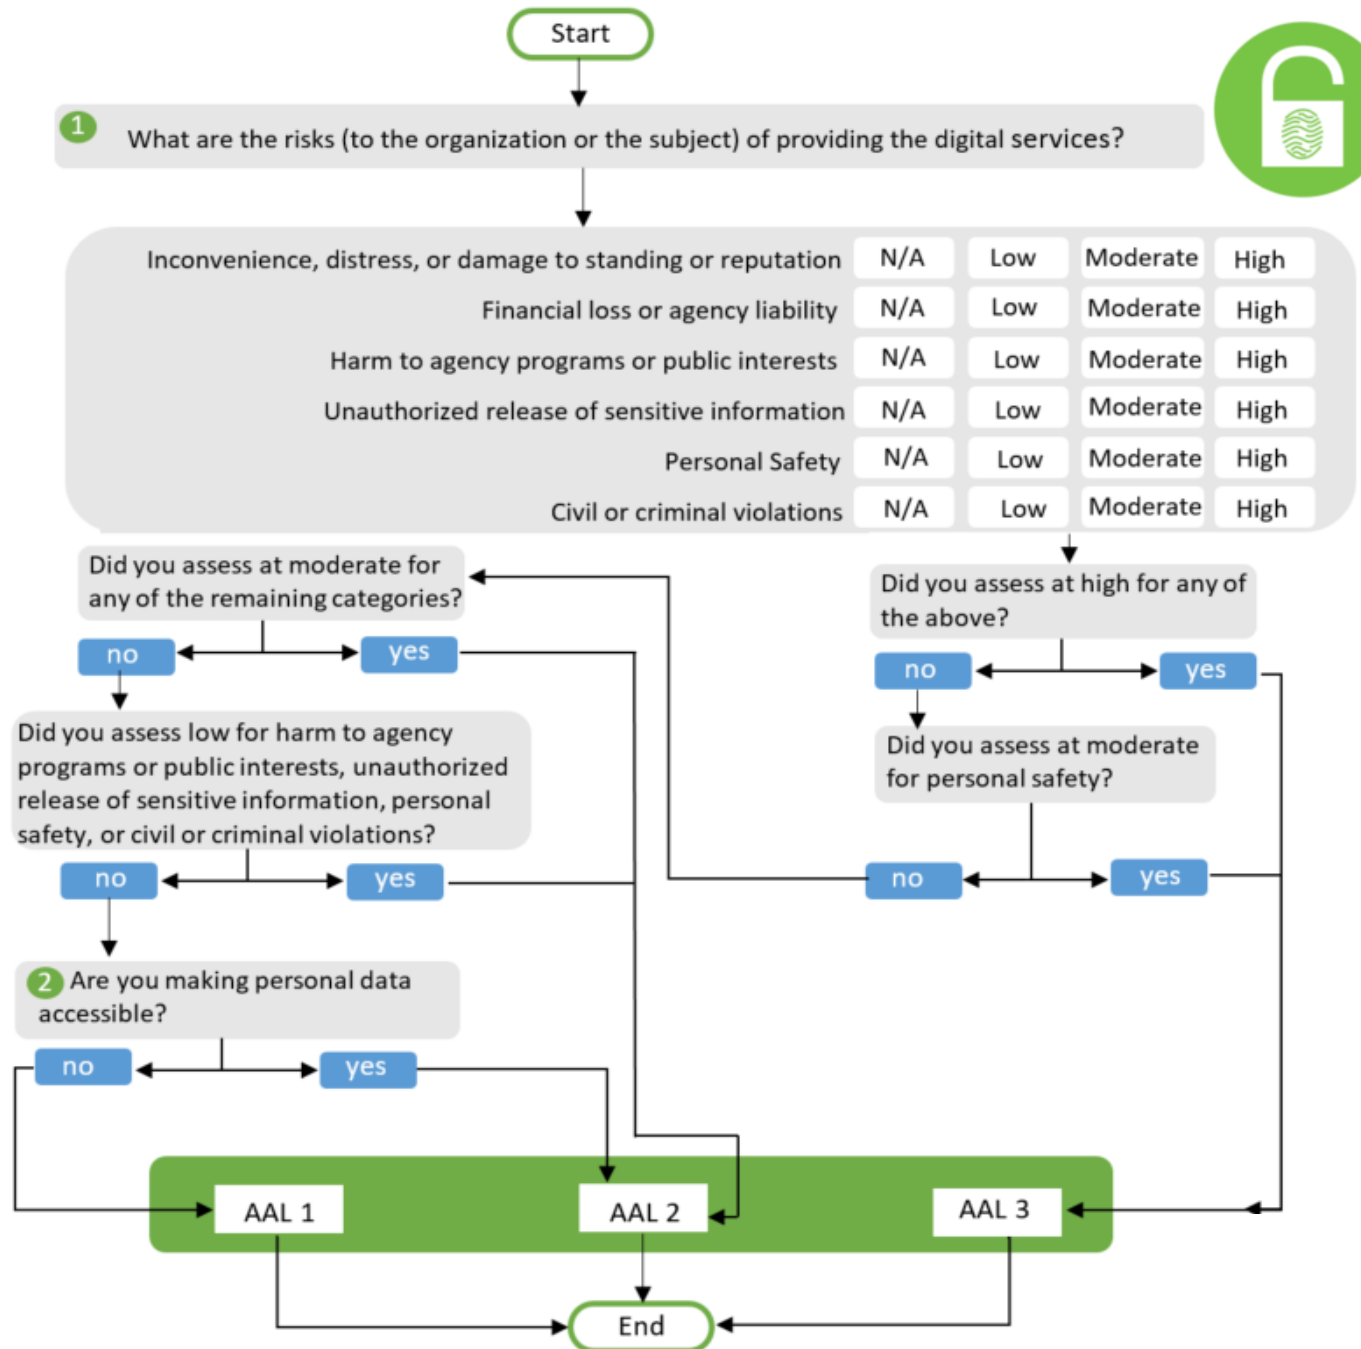 Start
1
What are the risks (to the organization or the subject) of providing the digital services?
Inconvenience, distress, or damage to standing or reputation N/A Low Moderate High
Financial loss or agency liability N/A Low Moderate High
Harm to agency programs or public interests N/A Low Moderate High
Unauthorized release of sensitive information N/A Low Moderate High
Personal Safety N/A Low Moderate High
Civil or criminal violations N/A Low Moderate High
Did you assess at high for any of
the above?
no yes
Did you assess at moderate
for personal safety?
no yes
Did you assess at moderate for
any of the remaining categories?
no yes
Did you assess low for harm to agency
programs or public interests, unauthorized
release of sensitive information, personal
safety, or civil or criminal violations?
no yes
2 Are you making personal data
accessible?
no yes
AAL 1 AAL 2 AAL 3
End